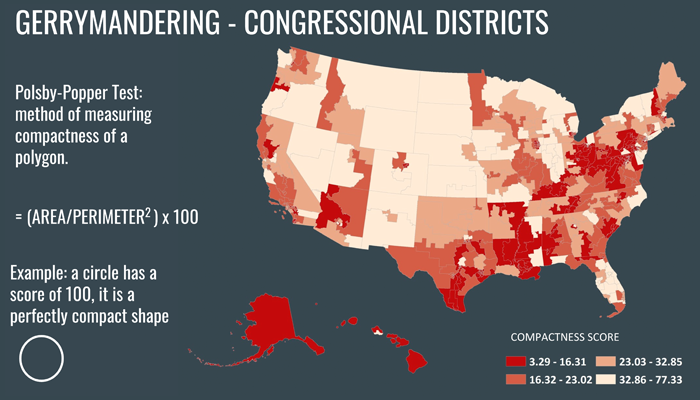 GERRYMANDERING - CONGRESSIONAL DISTRICTS
Polsby-Popper Test:
method of measuring
compactness of a
polygon.
= (AREA/PERIMETER²) x 100
Example: a circle has a
score of 100, it is a
perfectly compact shape
COMPACTNESS SCORE
3.29 - 16.31
23.03 - 32.85
16.32 - 23.02
32.86 - 77.33